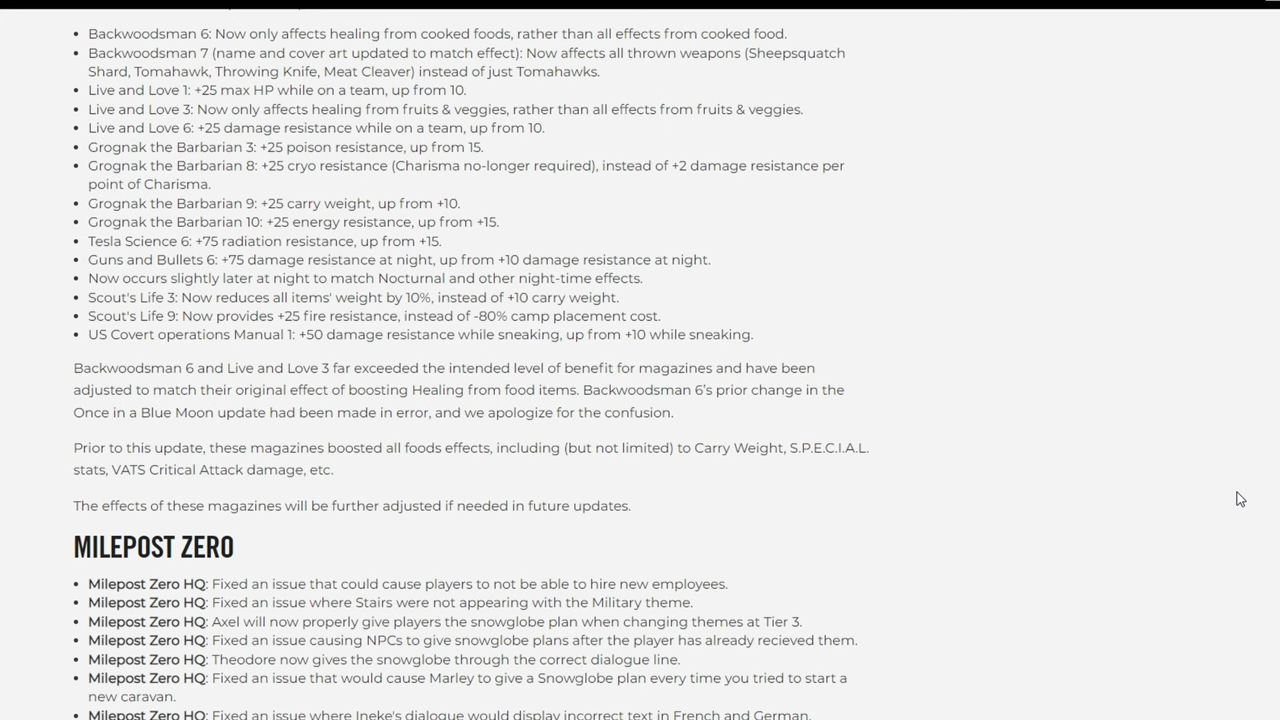 • Backwoodsman 6: Now only affects healing from cooked foods, rather than all effects from cooked food.
• Backwoodsman 7 (name and cover art updated to match effect): Now affects all thrown weapons (Sheepsquatch
Shard, Tomahawk, Throwing Knife, Meat Cleaver) instead of just Tomahawks.
• Live and Love 1: +25 max HP while on a team, up from 10.
• Live and Love 3: Now only affects healing from fruits & veggies, rather than all effects from fruits & veggies.
• Live and Love 6: +25 damage resistance while on a team, up from 10.
• Grognak the Barbarian 3: +25 poison resistance, up from 15.
• Grognak the Barbarian 8: +25 cryo resistance (Charisma no-longer required), instead of +2 damage resistance per
point of Charisma.
• Grognak the Barbarian 9: +25 carry weight, up from +10.
• Grognak the Barbarian 10: +25 energy resistance, up from +15.
• Tesla Science 6: +75 radiation resistance, up from +15.
• Guns and Bullets 6: +75 damage resistance at night, up from +10 damage resistance at night.
• Now occurs slightly later at night to match Nocturnal and other night-time effects.
• Scout's Life 3: Now reduces all items' weight by 10%, instead of +10 carry weight.
• Scout's Life 9: Now provides +25 fire resistance, instead of -80% camp placement cost.
• US Covert operations Manual 1: +50 damage resistance while sneaking, up from +10 while sneaking.
Backwoodsman 6 and Live and Love 3 far exceeded the intended level of benefit for magazines and have been
adjusted to match their original effect of boosting Healing from food items. Backwoodsman 6’s prior change in the
Once in a Blue Moon update had been made in error, and we apologize for the confusion.
Prior to this update, these magazines boosted all foods effects, including (but not limited) to Carry Weight, S.P.E.C.I.A.L.
stats, VATS Critical Attack damage, etc.
The effects of these magazines will be further adjusted if needed in future updates.
MILEPOST ZERO
• Milepost Zero HQ: Fixed an issue that could cause players to not be able to hire new employees.
• Milepost Zero HQ: Fixed an issue where Stairs were not appearing with the Military theme.
• Milepost Zero HQ: Axel will now properly give players the snowglobe plan when changing themes at Tier 3.
• Milepost Zero HQ: Fixed an issue causing NPCs to give snowglobe plans after the player has already recieved them.
• Milepost Zero HQ: Theodore now gives the snowglobe through the correct dialogue line.
• Milepost Zero HQ: Fixed an issue that would cause Marley to give a Snowglobe plan every time you tried to start a
new caravan.
• Milepost Zero HQ: Fixed an issue where Ineke's dialogue would display incorrect text in French and German.